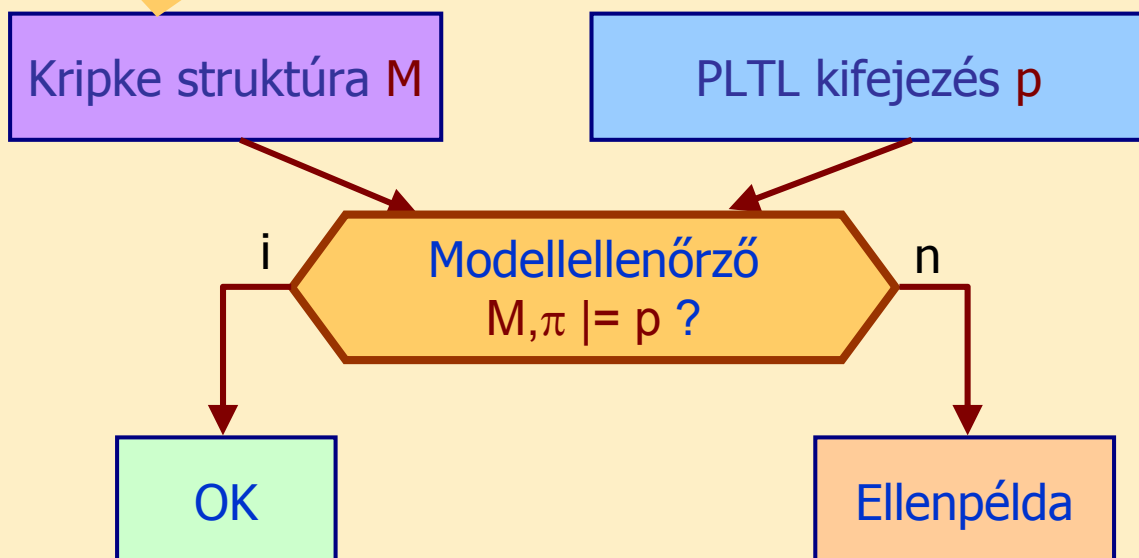 Kripke struktúra M
PLTL kifejezés p
i
Modellellenőrző
M,π |= p ?
n
OK
Ellenpélda